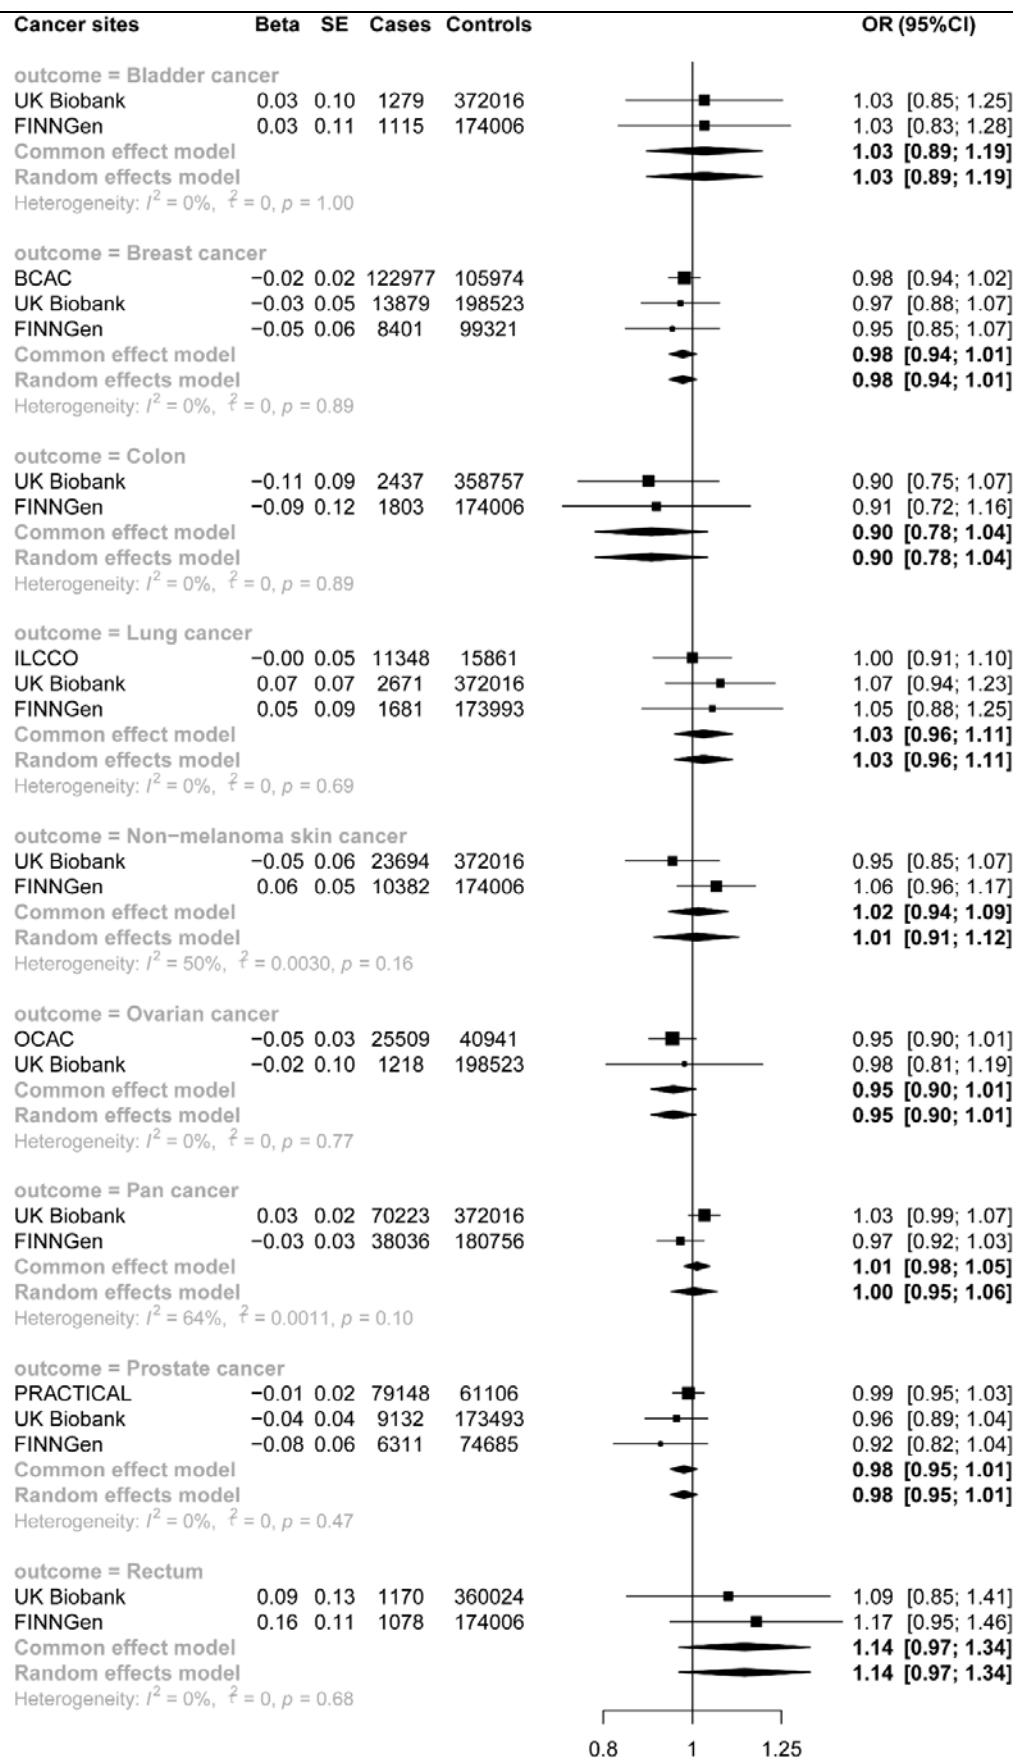 Cancer sites Beta SE Cases Controls OR (95%CI)
outcome = Bladder cancer
UK Biobank 0.03 0.10 1279 372016 1.03 [0.85; 1.25]
FINNGen 0.03 0.11 1115 174006 1.03 [0.83; 1.28]
Common effect model 1.03 [0.89; 1.19]
Random effects model 1.03 [0.89; 1.19]
Heterogeneity: I² = 0%, τ² = 0, p = 1.00
outcome = Breast cancer
BCAC −0.02 0.02 122977 105974 0.98 [0.94; 1.02]
UK Biobank −0.03 0.05 13879 198523 0.97 [0.88; 1.07]
FINNGen −0.05 0.06 8401 99321 0.95 [0.85; 1.07]
Common effect model 0.98 [0.94; 1.01]
Random effects model 0.98 [0.94; 1.01]
Heterogeneity: I² = 0%, τ² = 0, p = 0.89
outcome = Colon
UK Biobank −0.11 0.09 2437 358757 0.90 [0.75; 1.07]
FINNGen −0.09 0.12 1803 174006 0.91 [0.72; 1.16]
Common effect model 0.90 [0.78; 1.04]
Random effects model 0.90 [0.78; 1.04]
Heterogeneity: I² = 0%, τ² = 0, p = 0.89
outcome = Lung cancer
ILCCO −0.00 0.05 11348 15861 1.00 [0.91; 1.10]
UK Biobank 0.07 0.07 2671 372016 1.07 [0.94; 1.23]
FINNGen 0.05 0.09 1681 173993 1.05 [0.88; 1.25]
Common effect model 1.03 [0.96; 1.11]
Random effects model 1.03 [0.96; 1.11]
Heterogeneity: I² = 0%, τ² = 0, p = 0.69
outcome = Non−melanoma skin cancer
UK Biobank −0.05 0.06 23694 372016 0.95 [0.85; 1.07]
FINNGen 0.06 0.05 10382 174006 1.06 [0.96; 1.17]
Common effect model 1.02 [0.94; 1.09]
Random effects model 1.01 [0.91; 1.12]
Heterogeneity: I² = 50%, τ² = 0.0030, p = 0.16
outcome = Ovarian cancer
OCAC −0.05 0.03 25509 40941 0.95 [0.90; 1.01]
UK Biobank −0.02 0.10 1218 198523 0.98 [0.81; 1.19]
Common effect model 0.95 [0.90; 1.01]
Random effects model 0.95 [0.90; 1.01]
Heterogeneity: I² = 0%, τ² = 0, p = 0.77
outcome = Pan cancer
UK Biobank 0.03 0.02 70223 372016 1.03 [0.99; 1.07]
FINNGen −0.03 0.03 38036 180756 0.97 [0.92; 1.03]
Common effect model 1.01 [0.98; 1.05]
Random effects model 1.00 [0.95; 1.06]
Heterogeneity: I² = 64%, τ² = 0.0011, p = 0.10
outcome = Prostate cancer
PRACTICAL −0.01 0.02 79148 61106 0.99 [0.95; 1.03]
UK Biobank −0.04 0.04 9132 173493 0.96 [0.89; 1.04]
FINNGen −0.08 0.06 6311 74685 0.92 [0.82; 1.04]
Common effect model 0.98 [0.95; 1.01]
Random effects model 0.98 [0.95; 1.01]
Heterogeneity: I² = 0%, τ² = 0, p = 0.47
outcome = Rectum
UK Biobank 0.09 0.13 1170 360024 1.09 [0.85; 1.41]
FINNGen 0.16 0.11 1078 174006 1.17 [0.95; 1.46]
Common effect model 1.14 [0.97; 1.34]
Random effects model 1.14 [0.97; 1.34]
Heterogeneity: I² = 0%, τ² = 0, p = 0.68
0.8 1 1.25